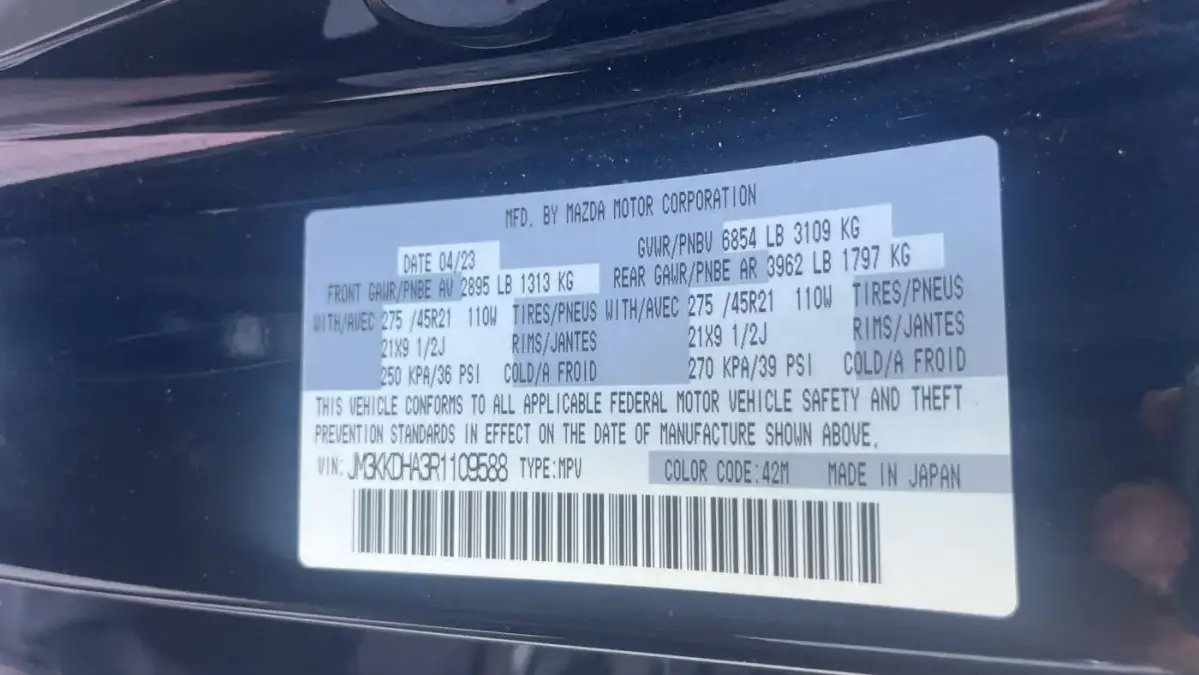 MFD. BY MAZDA MOTOR CORPORATION
DATE 04/23 GVWR/PNBV 6854 LB 3109 KG
FRONT GAWR/PNBE AV 2895 LB 1313 KG REAR GAWR/PNBE AR 3962 LB 1797 KG
WITH/AVEC 275 /45R21 110W TIRES/PNEUS WITH/AVEC 275 /45R21 110W TIRES/PNEUS
21X9 1/2J RIMS/JANTES 21X9 1/2J RIMS/JANTES
250 KPA/36 PSI COLD/A FROID 270 KPA/39 PSI COLD/A FROID
THIS VEHICLE CONFORMS TO ALL APPLICABLE FEDERAL MOTOR VEHICLE SAFETY AND THEFT
PREVENTION STANDARDS IN EFFECT ON THE DATE OF MANUFACTURE SHOWN ABOVE.
VIN: JM3KKDHA3R1109588 TYPE:MPV COLOR CODE:42M MADE IN JAPAN